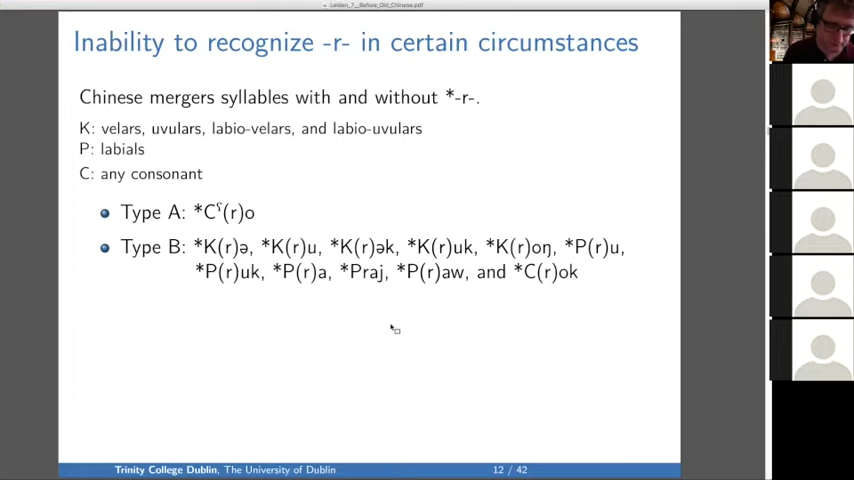 Leiden_7__Before_Old_Chinese.pdf
Inability to recognize -r- in certain circumstances
Chinese mergers syllables with and without *-r-.
K: velars, uvulars, labio-velars, and labio-uvulars
P: labials
C: any consonant
Type A: *Cˤ(r)o
Type B: *K(r)ə, *K(r)u, *K(r)ək, *K(r)uk, *K(r)oŋ, *P(r)u,
*P(r)uk, *P(r)a, *Praj, *P(r)aw, and *C(r)ok
Trinity College Dublin, The University of Dublin 12 / 42